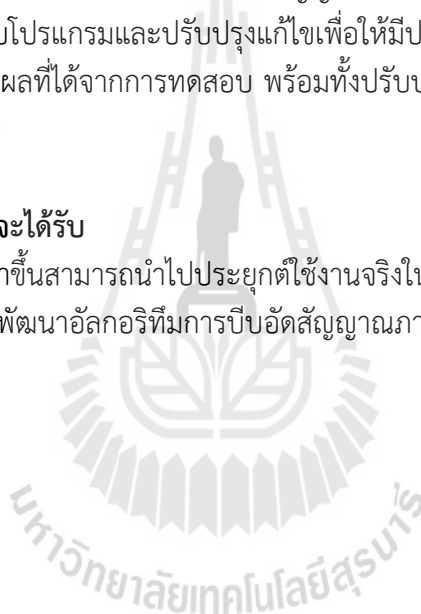 บโปรแกรมและปรับปรุงแก้ไขเพื่อให้มีป
ผลที่ได้จากการทดสอบ พร้อมทั้งปรับป
จะได้รับ
าขึ้นสามารถนำไปประยุกต์ใช้งานจริงใน
พัฒนาอัลกอริทึมการบีบอัดสัญญาณภา
มหาวิทยาลัยเทคโนโลยีสุรนารี